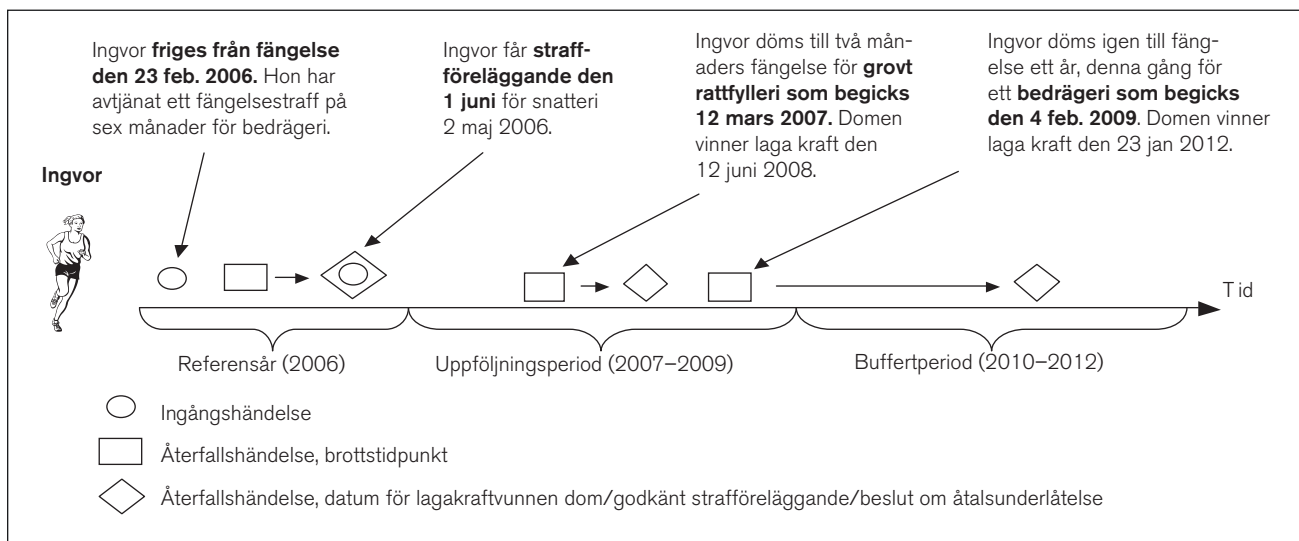 Ingvor friges från fängelse
den 23 feb. 2006. Hon har
avtjänat ett fängelsestraff på
sex månader för bedrägeri.
Ingvor får straff-
föreläggande den
1 juni för snatteri
2 maj 2006.
Ingvor döms till två mån-
aders fängelse för grovt
rattfylleri som begicks
12 mars 2007. Domen
vinner laga kraft den
12 juni 2008.
Ingvor döms igen till fäng-
else ett år, denna gång för
ett bedrägeri som begicks
den 4 feb. 2009. Domen vinner
laga kraft den 23 jan 2012.
Ingvor
Tid
Referensår (2006)
Uppföljningsperiod (2007–2009)
Buffertperiod (2010–2012)
Ingångshändelse
Återfallshändelse, brottstidpunkt
Återfallshändelse, datum för lagakraftvunnen dom/godkänt strafföreläggande/beslut om åtalsunderlåtelse